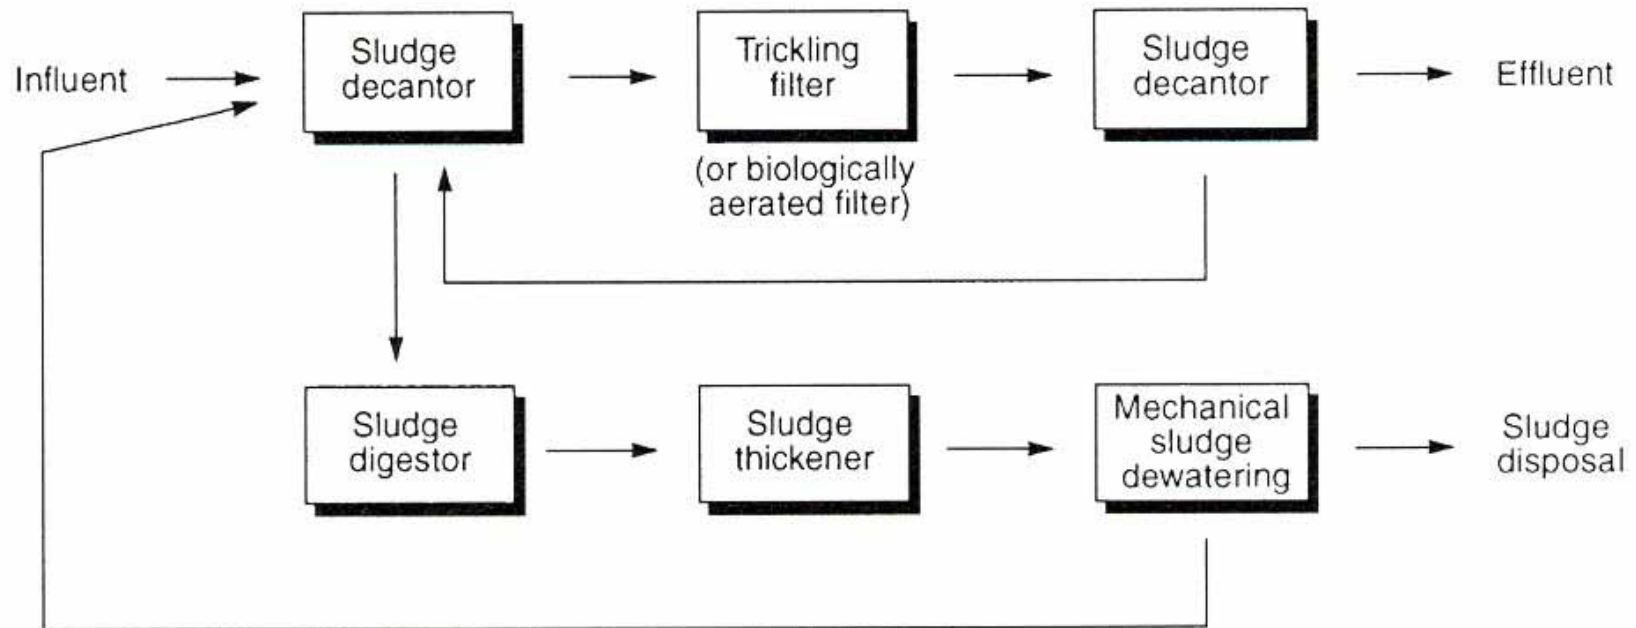 Influent
Sludge
decantor
Trickling
filter
(or biologically
aerated filter)
Sludge
decantor
Effluent
Sludge
digestor
Sludge
thickener
Mechanical
sludge
dewatering
Sludge
disposal